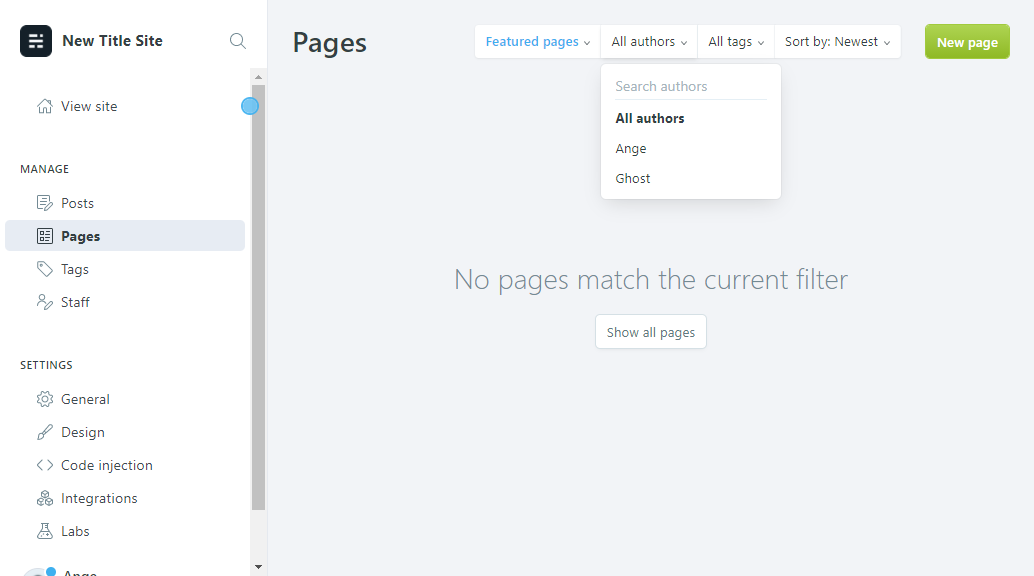 New Title Site
View site
MANAGE
Posts
Pages
Tags
Staff
SETTINGS
General
Design
Code injection
Integrations
Labs
Ange
Pages
Featured pages
All authors
All tags
Sort by: Newest
New page
Search authors
All authors
Ange
Ghost
No pages match the current filter
Show all pages